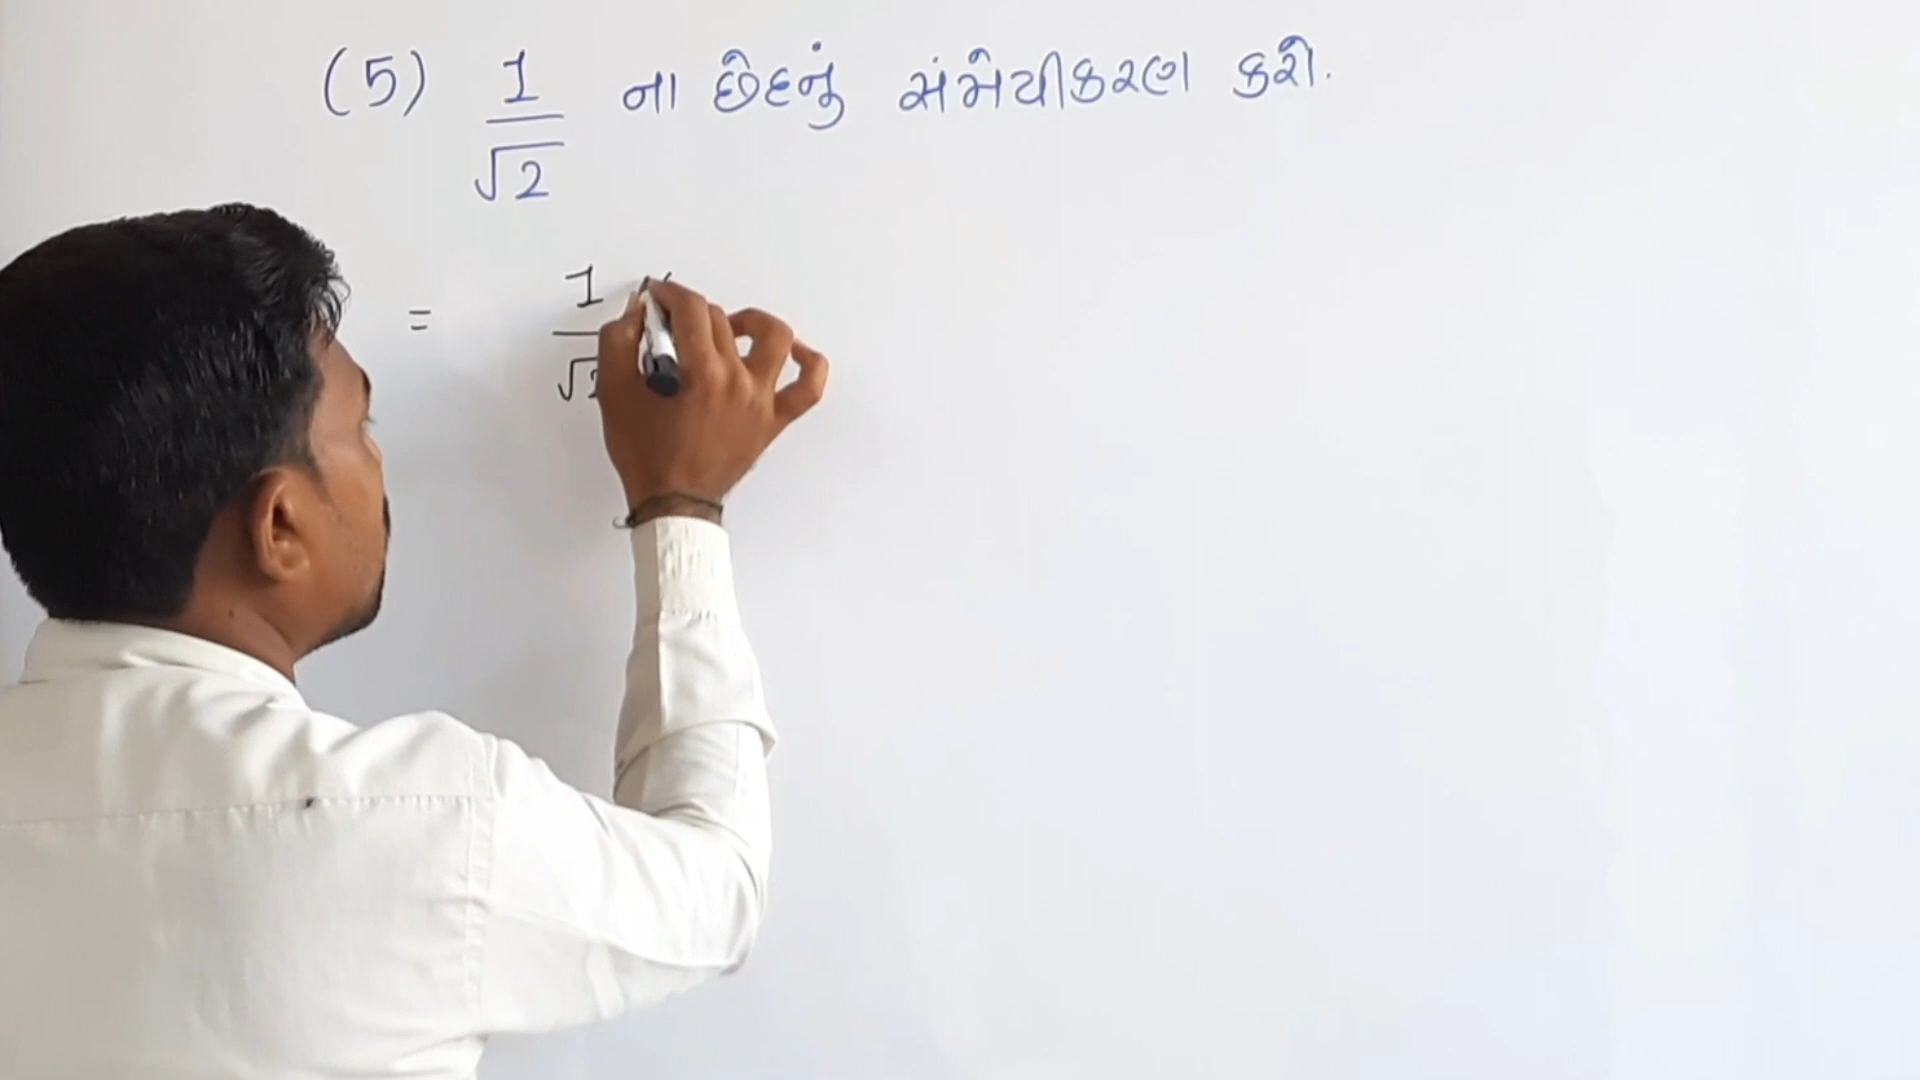 (5) 1/√2 ના છેદનું સંમેયીકરણ કરો.
= 1/√2 ×